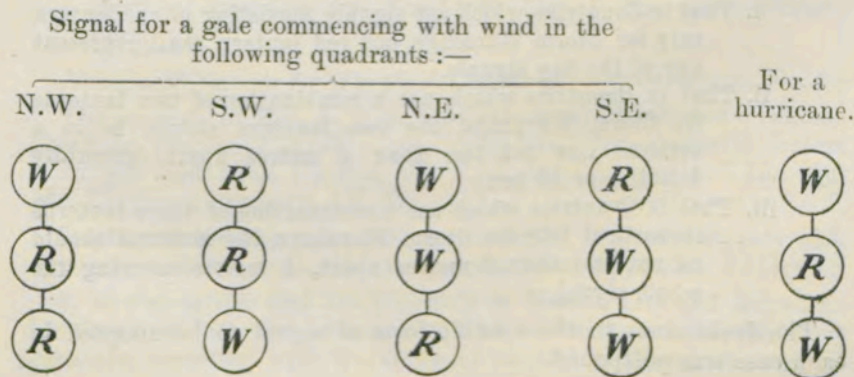 Signal for a gale commencing with wind in the
following quadrants :—
For a
hurricane.
N.W. S.W. N.E. S.E.
W R W R W
R R W W R
R W R W W